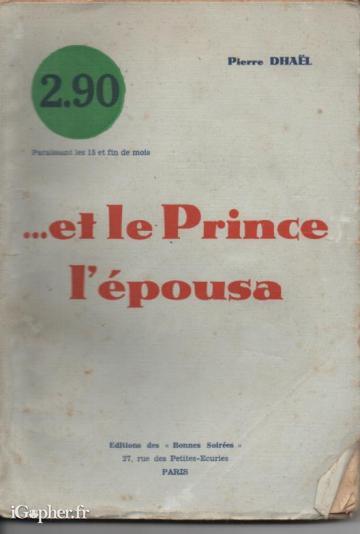 Pierre DHAËL
2.90
Paraissant les 15 et fin de mois
...et le Prince
l'épousa
Editions des « Bonnes Soirées »
27, rue des Petites-Ecuries
PARIS
iGapher.fr